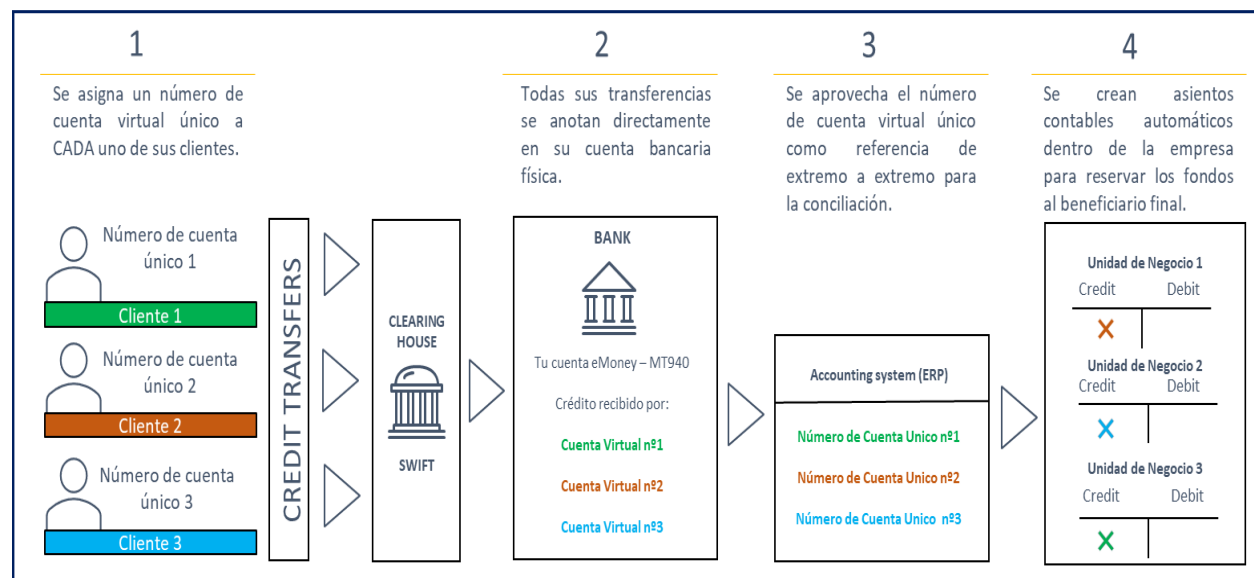 1
Se asigna un número de
cuenta virtual único a
CADA uno de sus clientes.
2
Todas sus transferencias
se anotan directamente
en su cuenta bancaria
física.
3
Se aprovecha el número
de cuenta virtual único
como referencia de
extremo a extremo para
la conciliación.
4
Se crean asientos
contables automáticos
dentro de la empresa
para reservar los fondos
al beneficiario final.
Número de cuenta
único 1
Cliente 1
Número de cuenta
único 2
Cliente 2
Número de cuenta
único 3
Cliente 3
CREDIT TRANSFERS
CLEARING
HOUSE
SWIFT
BANK
Tu cuenta eMoney – MT940
Crédito recibido por:
Cuenta Virtual nº1
Cuenta Virtual nº2
Cuenta Virtual nº3
Accounting system (ERP)
Número de Cuenta Unico nº1
Número de Cuenta Unico nº2
Número de Cuenta Unico nº3
Unidad de Negocio 1
Credit Debit
Unidad de Negocio 2
Credit Debit
Unidad de Negocio 3
Credit Debit